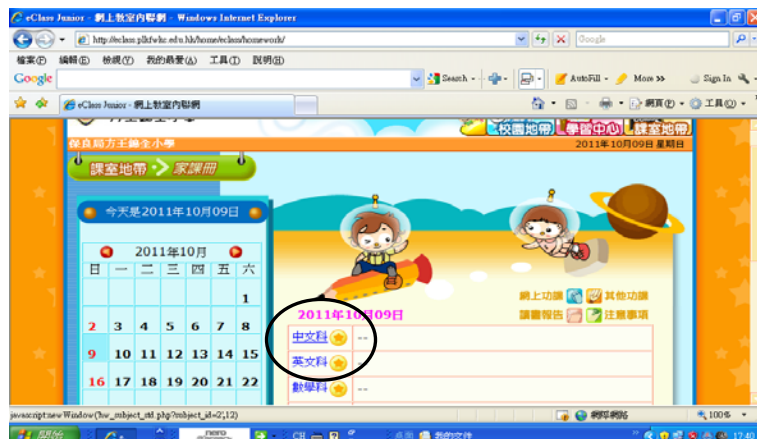 eClass Junior - 網上教室內聯網 - Windows Internet Explorer
http://eclass.plkfwkc.edu.hk/home/eclass/homework/
Google
檔案(F) 編輯(E) 檢視(V) 我的最愛(A) 工具(T) 說明(H)
Google Search AutoFill More >> Sign In
eClass Junior - 網上教室內聯網 網頁(P) 工具(O)
校園地帶 學習中心 課室地帶
保良局方王錦全小學 2011年10月09日 星期日
課室地帶 家課冊
今天是2011年10月09日
2011年10月
日 一 二 三 四 五 六
1
2 3 4 5 6 7 8
9 10 11 12 13 14 15
16 17 18 19 20 21 22
網上功課 其他功課
讀書報告 注意事項
2011年10月09日
中文科 --
英文科 --
數學科 --
javascript:newWindow('hw_subject_std.php?subject_id=2',12)
網際網路 100%
開始 nero CH 桌面 我的文件 12:40